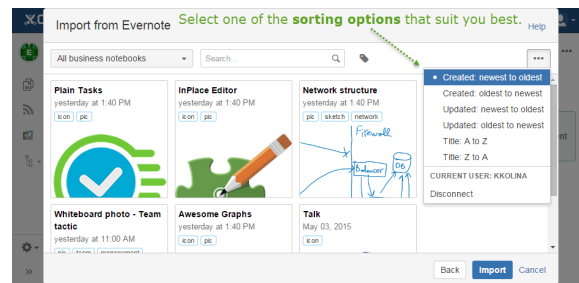 Import from Evernote
Select one of the sorting options that suit you best.
Help
All business notebooks
Search...
Created: newest to oldest
Created: oldest to newest
Updated: newest to oldest
Updated: oldest to newest
Title: A to Z
Title: Z to A
CURRENT USER: KKOLINA
Disconnect
Plain Tasks
yesterday at 1:40 PM
icon pic
InPlace Editor
yesterday at 1:40 PM
icon pic
Network structure
yesterday at 1:40 PM
pic sketch network
Firewall
Balancer
DB
Whiteboard photo - Team
tactic
yesterday at 11:00 AM
pic team management
Awesome Graphs
yesterday at 1:40 PM
icon pic
Talk
May 03, 2015
icon
Back
Import
Cancel